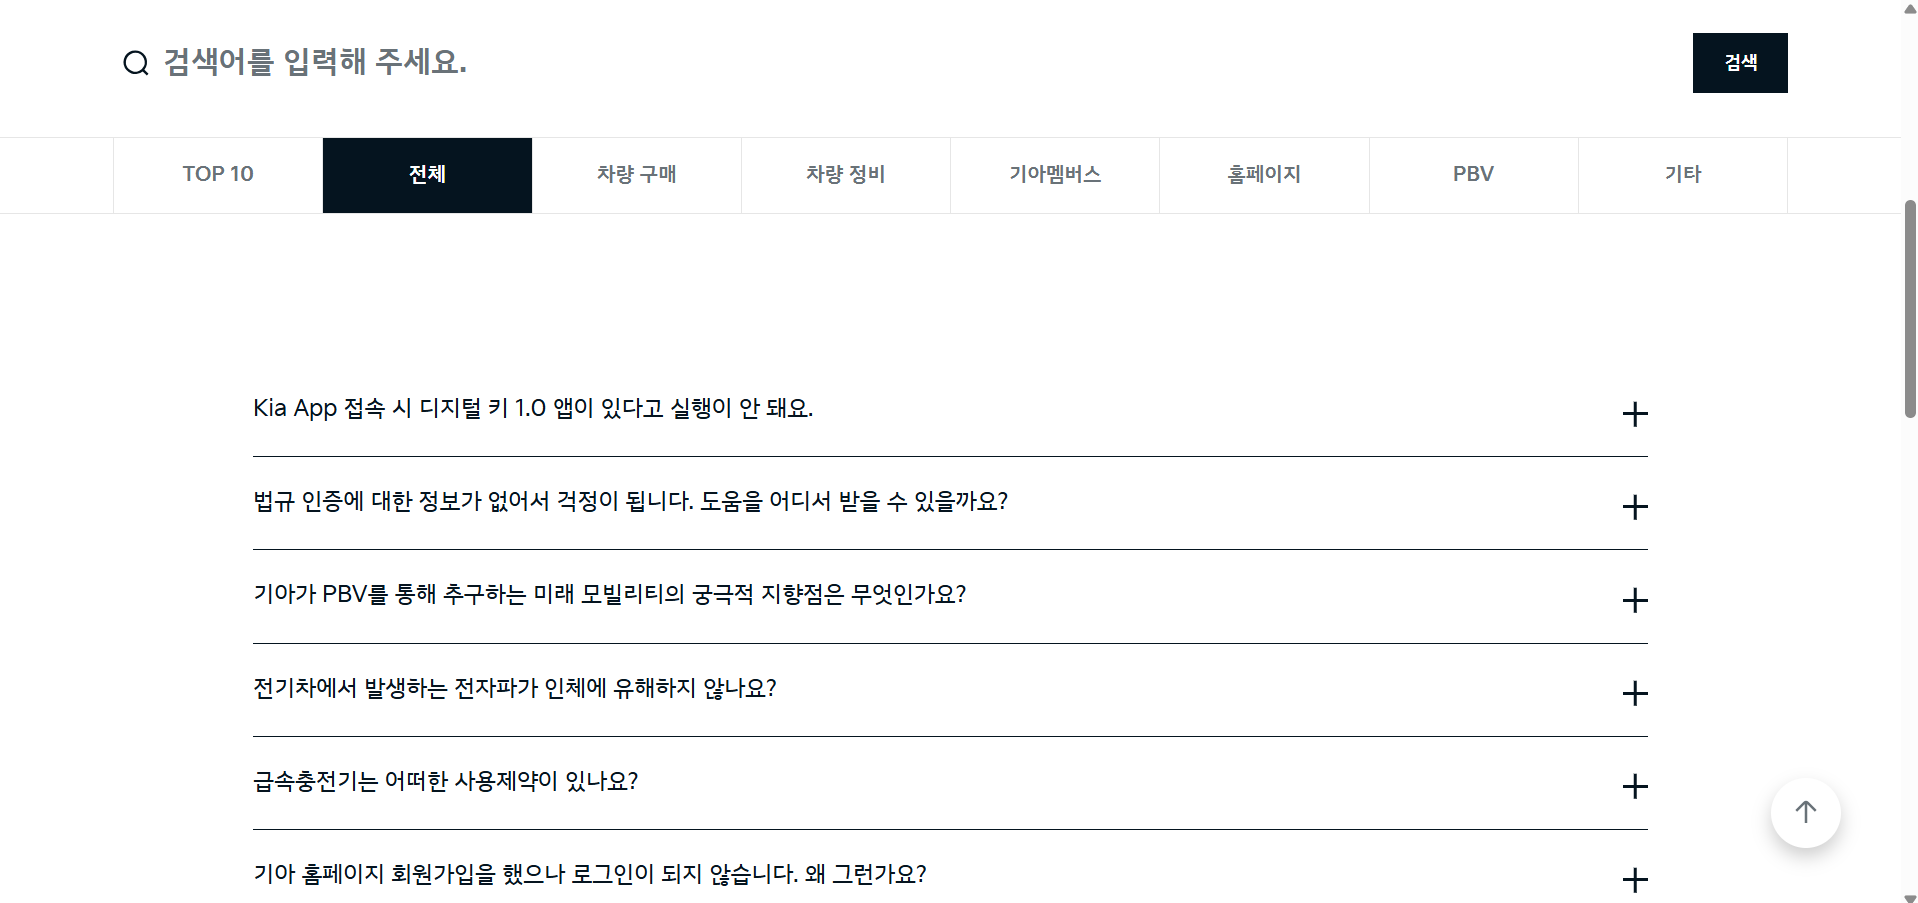 검색어를 입력해 주세요.
검색
TOP 10
전체
차량 구매
차량 정비
기아멤버스
홈페이지
PBV
기타
Kia App 접속 시 디지털 키 1.0 앱이 있다고 실행이 안 돼요.
법규 인증에 대한 정보가 없어서 걱정이 됩니다. 도움을 어디서 받을 수 있을까요?
기아가 PBV를 통해 추구하는 미래 모빌리티의 궁극적 지향점은 무엇인가요?
전기차에서 발생하는 전자파가 인체에 유해하지 않나요?
급속충전기는 어떠한 사용제약이 있나요?
기아 홈페이지 회원가입을 했으나 로그인이 되지 않습니다. 왜 그런가요?